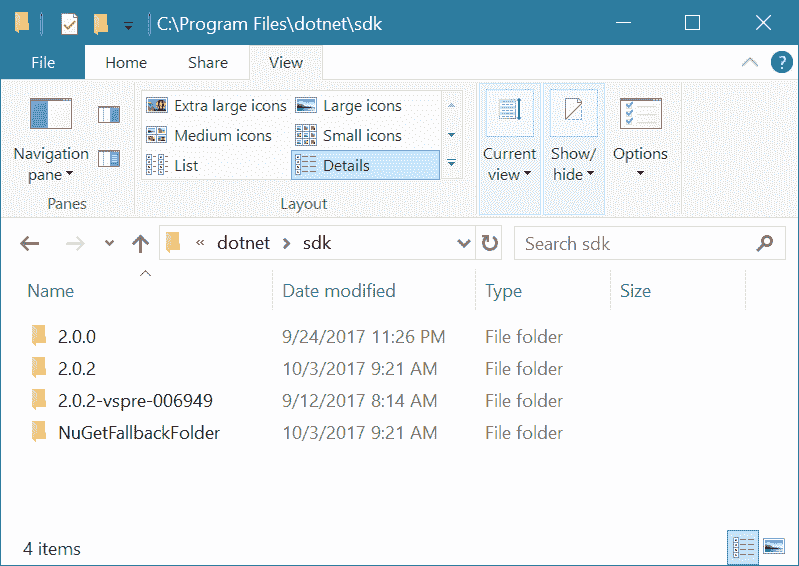 C:\Program Files\dotnet\sdk
File Home Share View
?
Extra large icons Large icons
Medium icons Small icons
List Details
Navigation pane
Current view
Show/hide
Options
Panes
Layout
« dotnet sdk
Search sdk
Name Date modified Type Size
2.0.0 9/24/2017 11:26 PM File folder
2.0.2 10/3/2017 9:21 AM File folder
2.0.2-vspre-006949 9/12/2017 8:14 AM File folder
NuGetFallbackFolder 10/3/2017 9:21 AM File folder
4 items